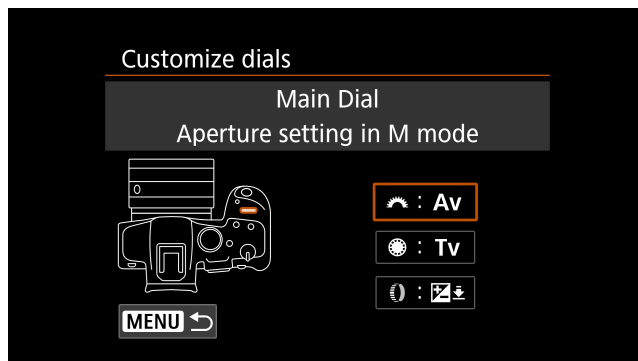 Customize dials
Main Dial
Aperture setting in M mode
: Av
: Tv
:
MENU